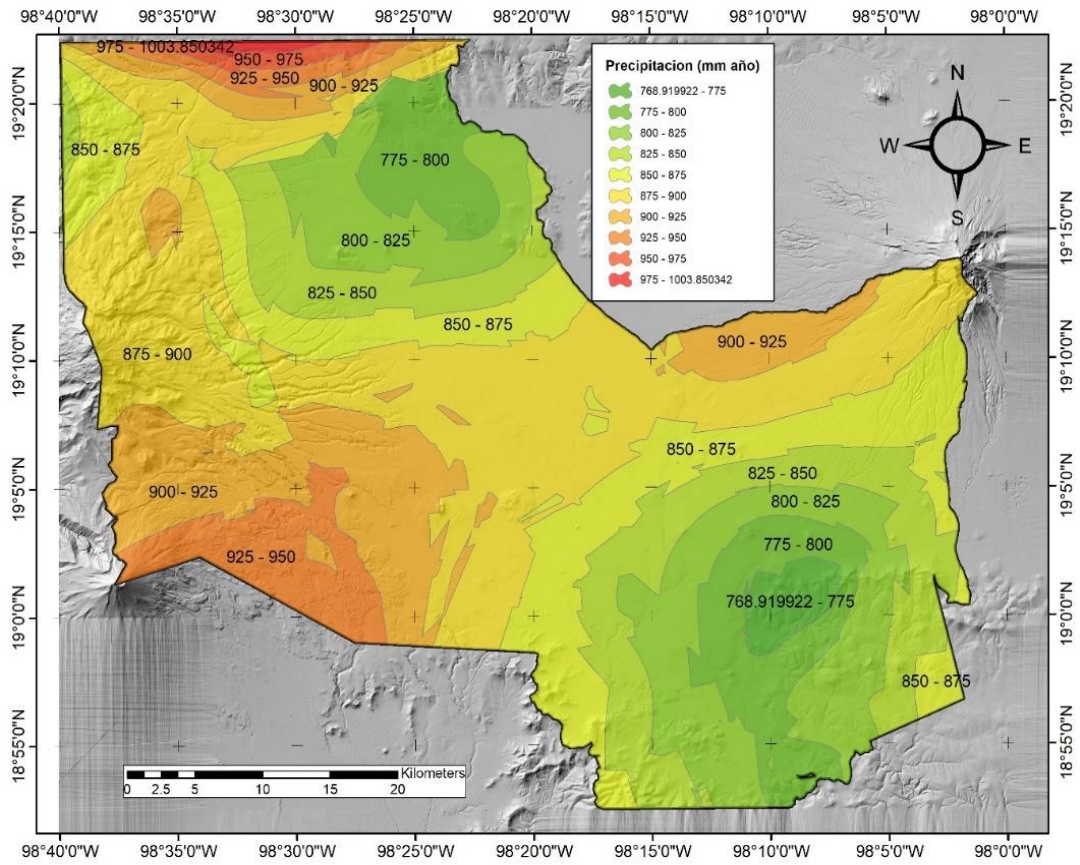 98°40'0"W 98°35'0"W 98°30'0"W 98°25'0"W 98°20'0"W 98°15'0"W 98°10'0"W 98°5'0"W 98°0'0"W
975 - 1003.850342
950 - 975
925 - 950
900 - 925
850 - 875
775 - 800
800 - 825
825 - 850
850 - 875
875 - 900
900 - 925
925 - 950
900 - 925
850 - 875
825 - 850
800 - 825
775 - 800
768.919922 - 775
850 - 875
Precipitacion (mm año)
768.919922 - 775
775 - 800
800 - 825
825 - 850
850 - 875
875 - 900
900 - 925
925 - 950
950 - 975
975 - 1003.850342
N
W E
S
19°20'0"N
19°15'0"N
19°10'0"N
19°5'0"N
19°0'0"N
18°55'0"N
19°20'0"N
19°15'0"N
19°10'0"N
19°5'0"N
19°0'0"N
18°55'0"N
Kilometers
0 2.5 5 10 15 20
98°40'0"W 98°35'0"W 98°30'0"W 98°25'0"W 98°20'0"W 98°15'0"W 98°10'0"W 98°5'0"W 98°0'0"W